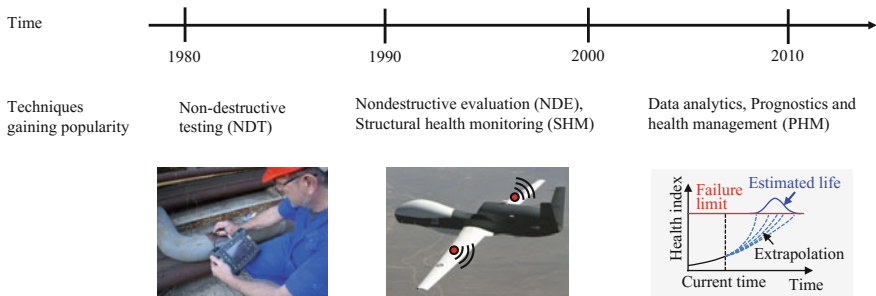 Time
1980
1990
2000
2010
Techniques
gaining popularity
Non-destructive
testing (NDT)
Nondestructive evaluation (NDE),
Structural health monitoring (SHM)
Data analytics, Prognostics and
health management (PHM)
Health index
Failure
limit
Estimated life
Extrapolation
Current time
Time